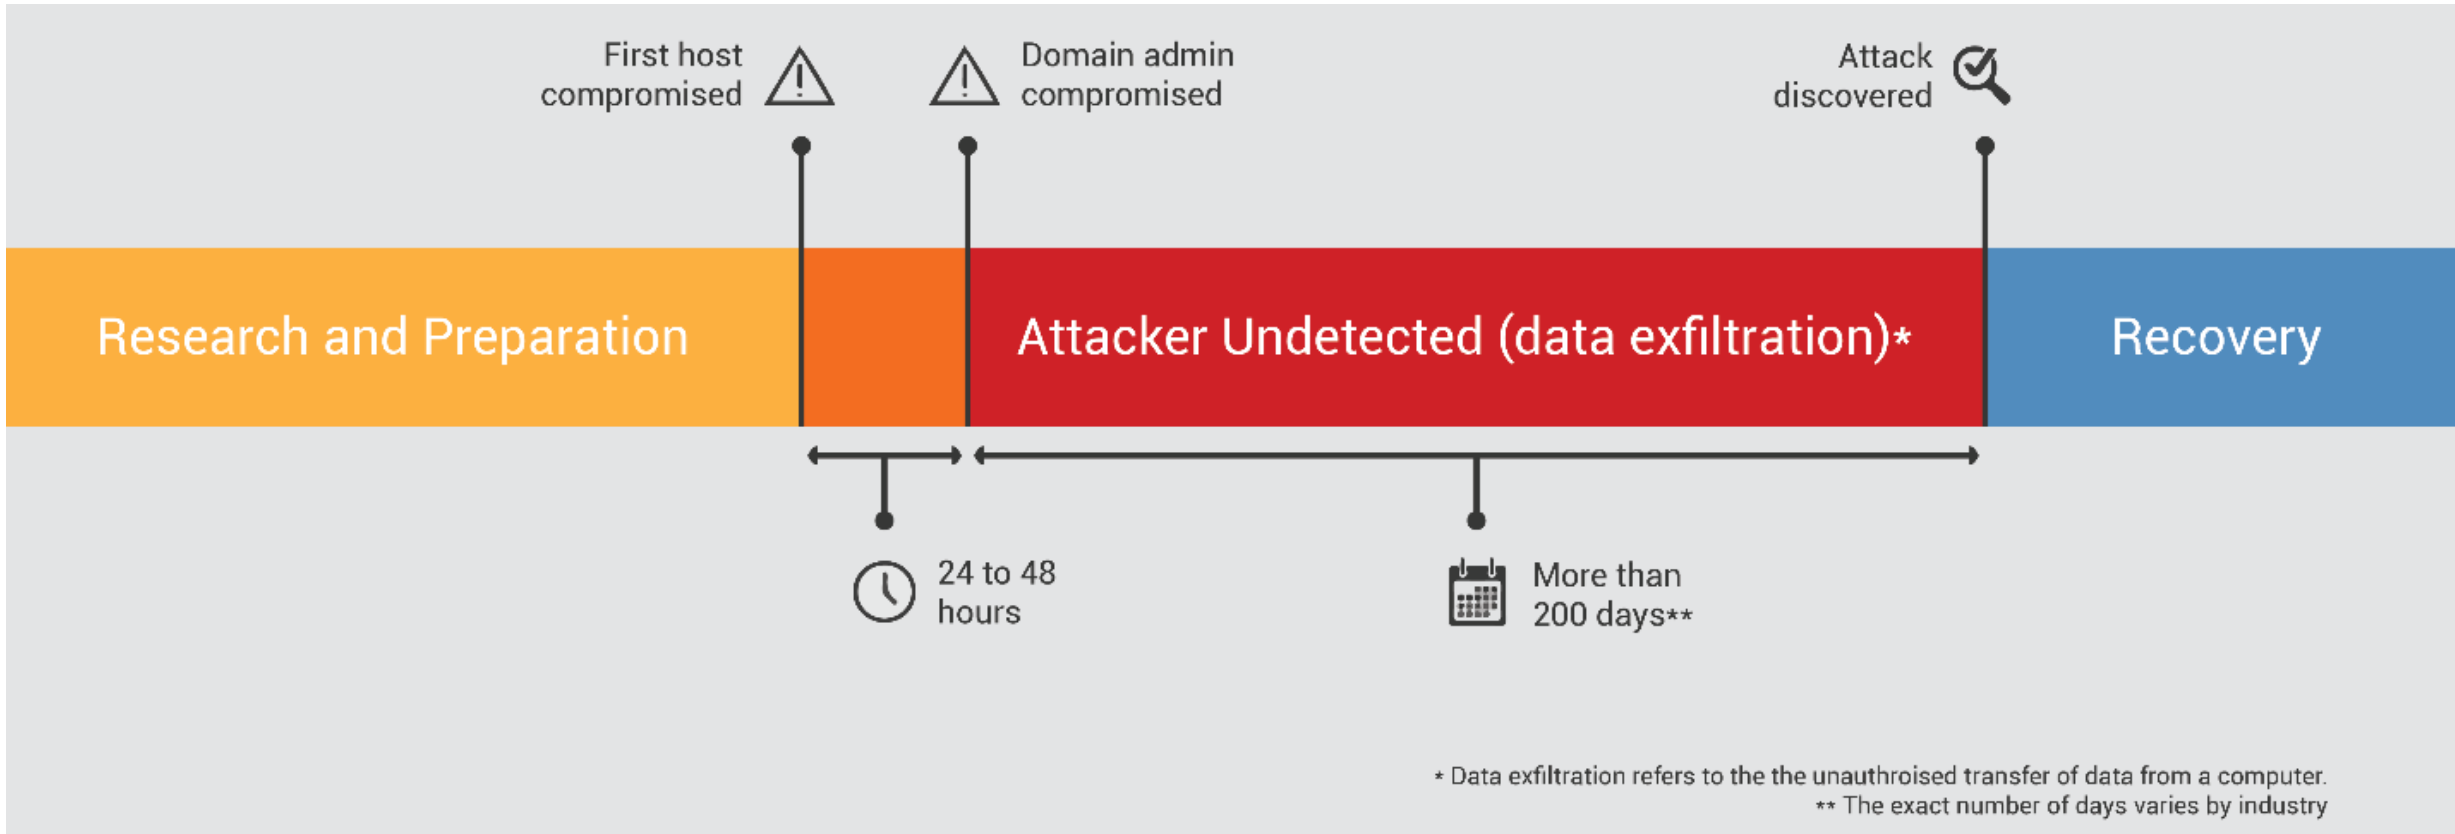 First host
compromised
Domain admin
compromised
Attack
discovered
Research and Preparation
Attacker Undetected (data exfiltration)*
Recovery
24 to 48
hours
More than
200 days**
* Data exfiltration refers to the the unauthroised transfer of data from a computer.
** The exact number of days varies by industry